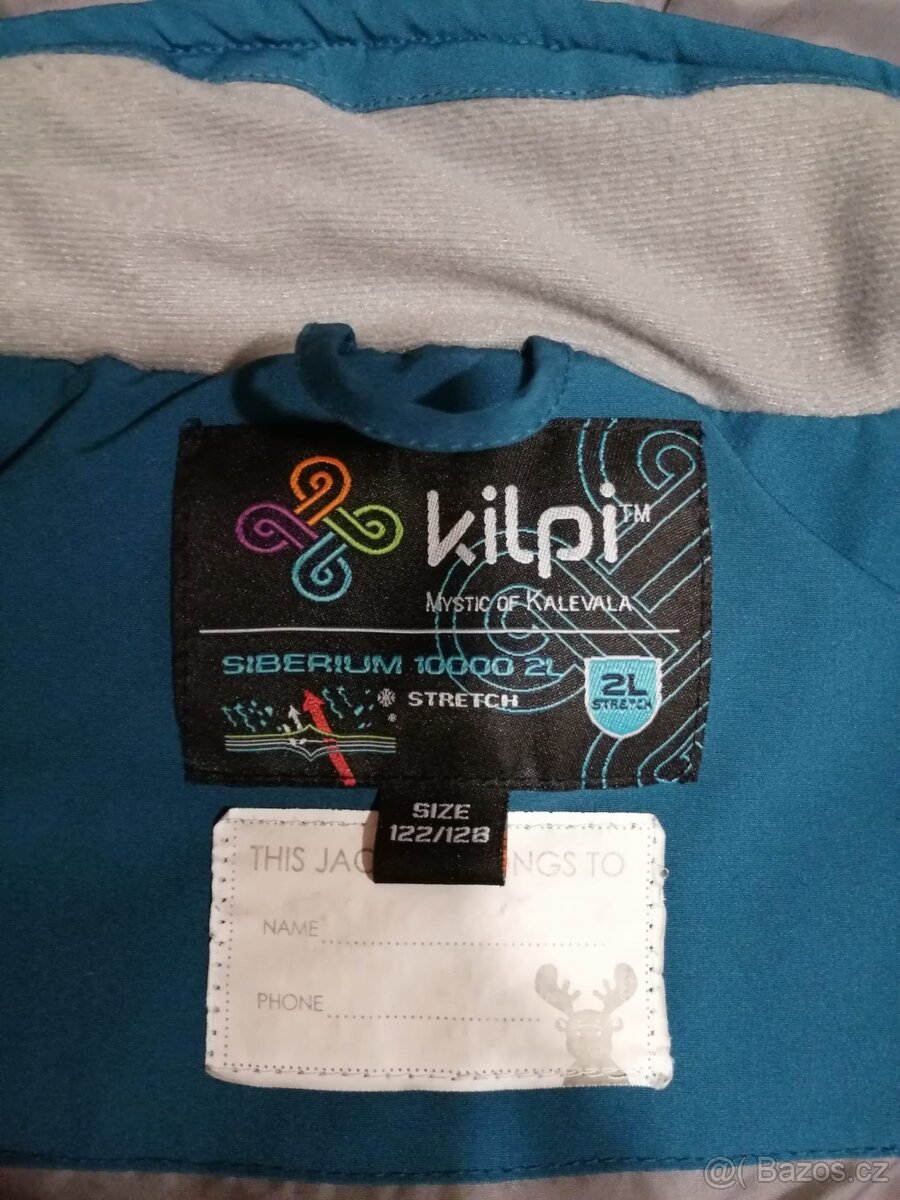 kilpi™
MYSTIC OF KALEVALA
SIBERIUM 10000 2L
STRETCH
2L
STRETCH
SIZE
122/128
THIS JAC NGS TO
NAME
PHONE
@( Bazos.cz